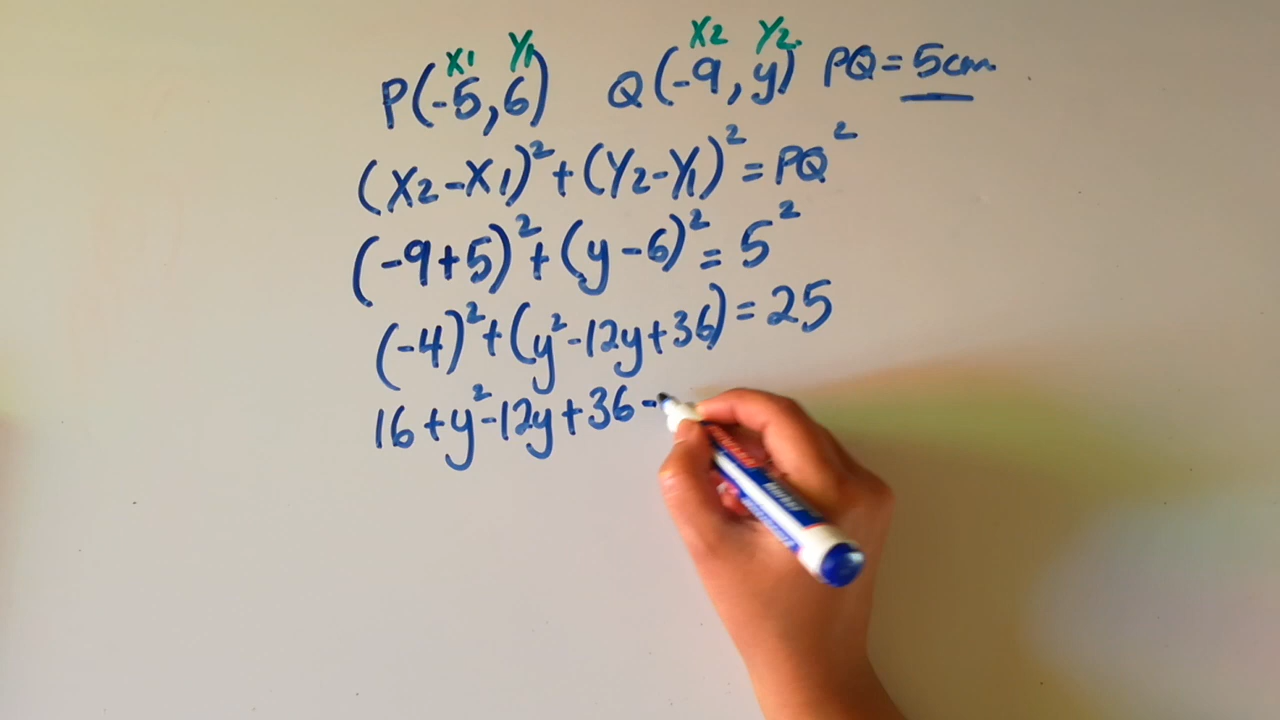 X1 Y1 X2 Y2
P(-5,6) Q(-9,y) PQ=5cm
(X2-X1)²+(Y2-Y1)²=PQ²
(-9+5)²+(y-6)²=5²
(-4)²+(y²-12y+36)=25
16+y²-12y+36-